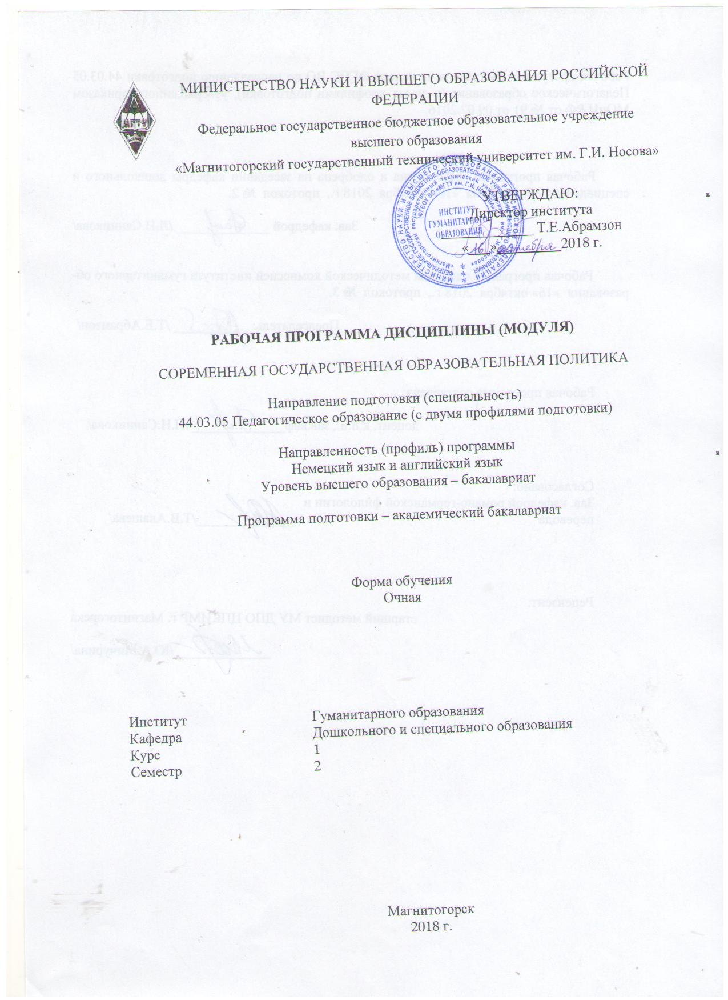 МИНИСТЕРСТВО НАУКИ И ВЫСШЕГО ОБРАЗОВАНИЯ РОССИЙСКОЙ
ФЕДЕРАЦИИ
Федеральное государственное бюджетное образовательное учреждение
высшего образования
«Магнитогорский государственный технический университет им. Г.И. Носова»
МГТУ
ИНСТИТУТ
ГУМАНИТАРНОГО
ОБРАЗОВАНИЯ
УТВЕРЖДАЮ:
Директор института
Т.Е.Абрамзон
«16» октября 2018 г.
РАБОЧАЯ ПРОГРАММА ДИСЦИПЛИНЫ (МОДУЛЯ)
СОРЕМЕННАЯ ГОСУДАРСТВЕННАЯ ОБРАЗОВАТЕЛЬНАЯ ПОЛИТИКА
Направление подготовки (специальность)
44.03.05 Педагогическое образование (с двумя профилями подготовки)
Направленность (профиль) программы
Немецкий язык и английский язык
Уровень высшего образования – бакалавриат
Программа подготовки – академический бакалавриат
Форма обучения
Очная
Институт Гуманитарного образования
Кафедра Дошкольного и специального образования
Курс 1
Семестр 2
Магнитогорск
2018 г.